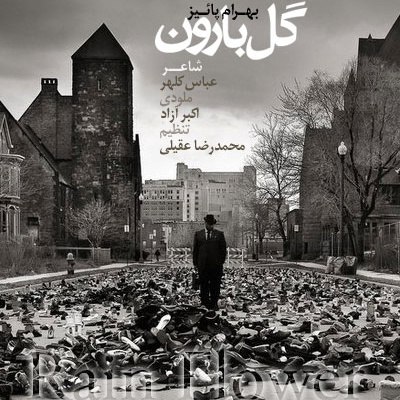 بهرام پائیز
گل بارون
شاعر
عباس کلهر
ملودی
اکبر آزاد
تنظیم
محمدرضا عقیلی
Rain Flower